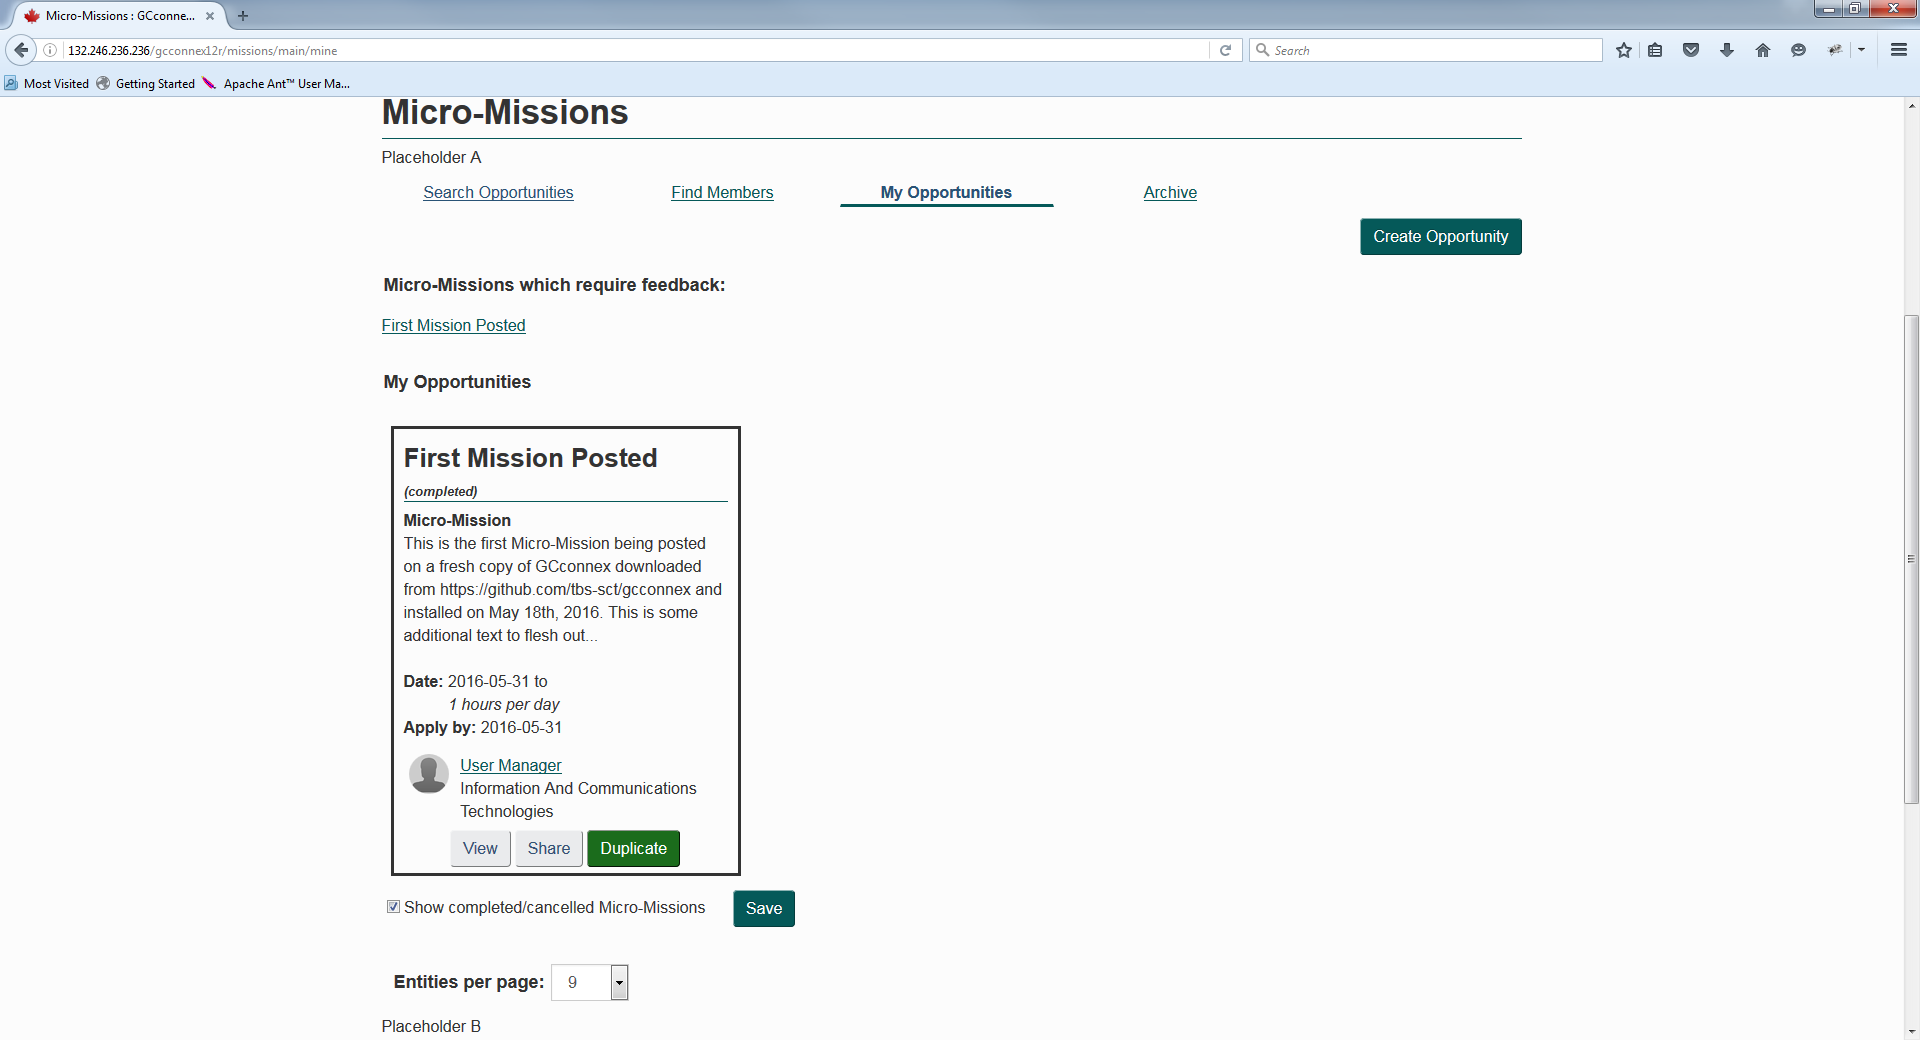 Micro-Missions : GCconne...
132.246.236.236/gcconnex12r/missions/main/mine
Search
Most Visited
Getting Started
Apache Ant™ User Ma...
Micro-Missions
Placeholder A
Search Opportunities
Find Members
My Opportunities
Archive
Create Opportunity
Micro-Missions which require feedback:
First Mission Posted
My Opportunities
First Mission Posted
(completed)
Micro-Mission
This is the first Micro-Mission being posted
on a fresh copy of GCconnex downloaded
from https://github.com/tbs-sct/gcconnex and
installed on May 18th, 2016. This is some
additional text to flesh out...
Date: 2016-05-31 to
1 hours per day
Apply by: 2016-05-31
User Manager
Information And Communications
Technologies
View
Share
Duplicate
Show completed/cancelled Micro-Missions
Save
Entities per page: 9
Placeholder B